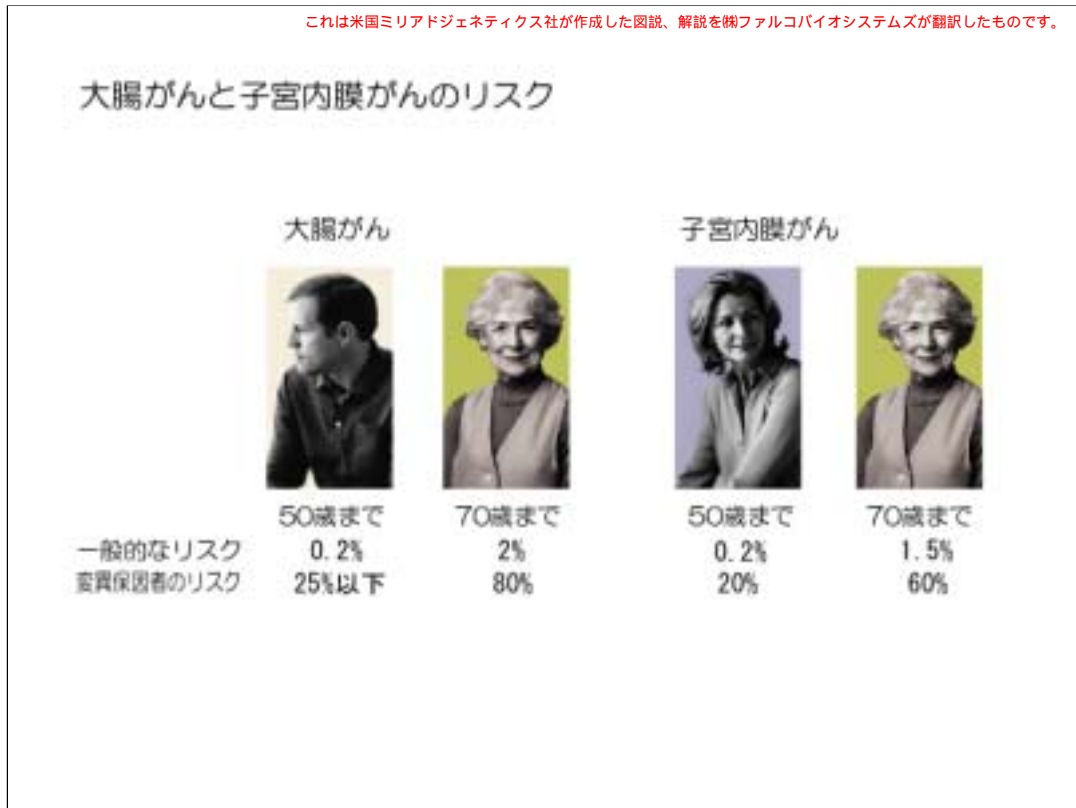 これは米国ミリアドジェネティクス社が作成した図説、解説を㈱ファルコバイオシステムズが翻訳したものです。
大腸がんと子宮内膜がんのリスク
大腸がん 子宮内膜がん
50歳まで 70歳まで 50歳まで 70歳まで
一般的なリスク 0.2% 2% 0.2% 1.5%
変異保因者のリスク 25%以下 80% 20% 60%